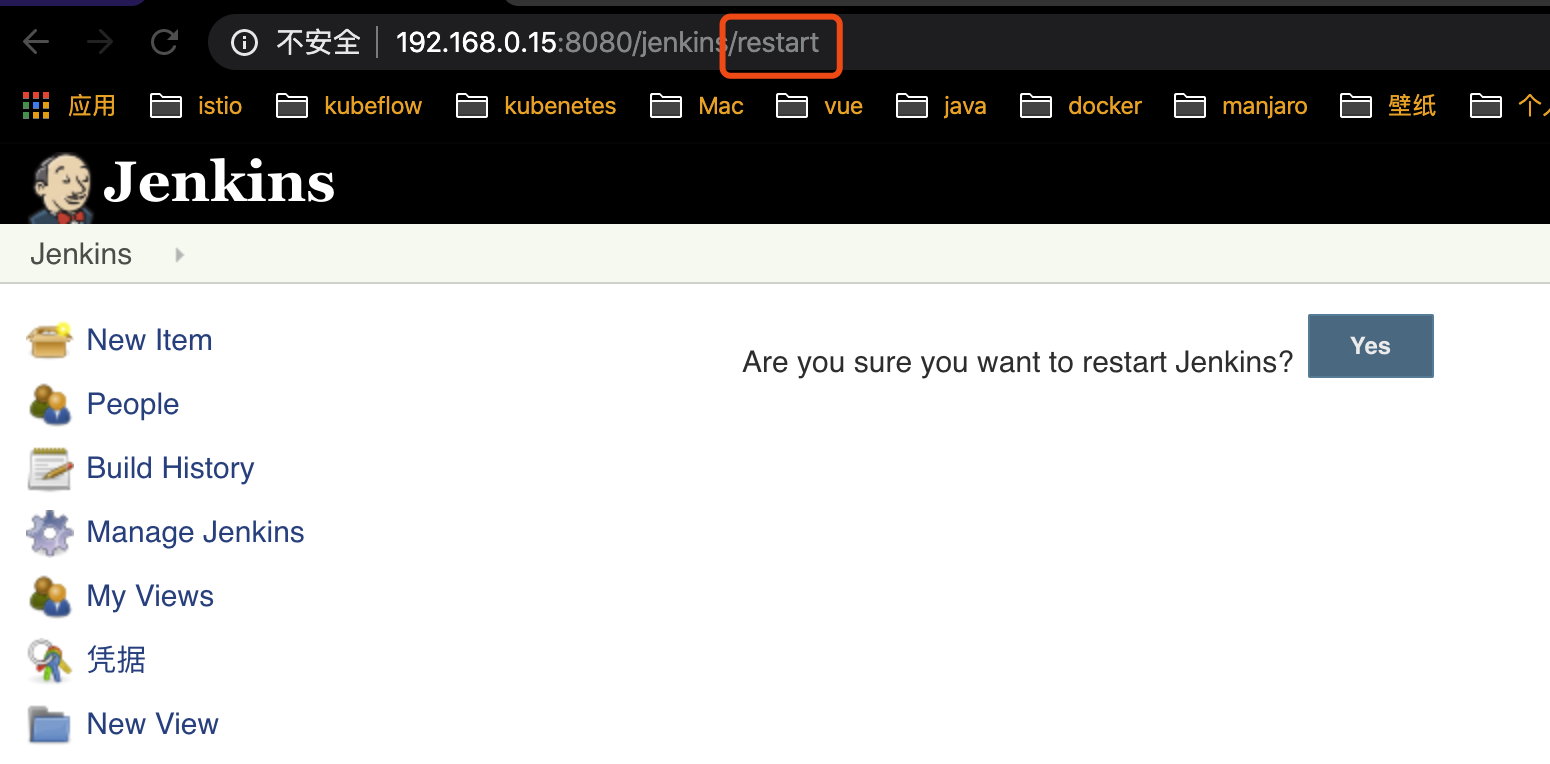 不安全 192.168.0.15:8080/jenkins/restart
应用 istio kubeflow kubenetes Mac vue java docker manjaro 壁纸 个
Jenkins
Jenkins
New Item
Are you sure you want to restart Jenkins? Yes
People
Build History
Manage Jenkins
My Views
凭据
New View